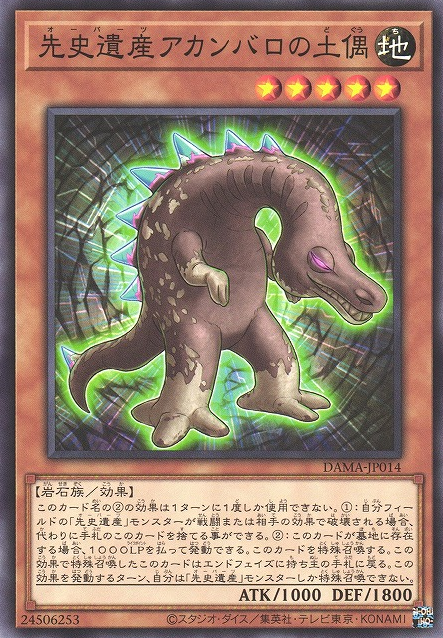 オーパーツ どぐう ち
先史遺産アカンバロの土偶 地
DAMA-JP014
【岩石族／効果】
このカード名の②の効果は1ターンに1度しか使用できない。①：自分フィー
ルドの「先史遺産」モンスターが戦闘または相手の効果で破壊される場合、
代わりに手札のこのカードを捨てる事ができる。②：このカードが墓地に存在
する場合、1000LPを払って発動できる。このカードを特殊召喚する。この
効果で特殊召喚したこのカードはエンドフェイズに持ち主の手札に戻る。この
効果を発動するターン、自分は「先史遺産」モンスターしか特殊召喚できない。
ATK/1000 DEF/1800
24506253 ©スタジオ・ダイス/集英社・テレビ東京・KONAMI